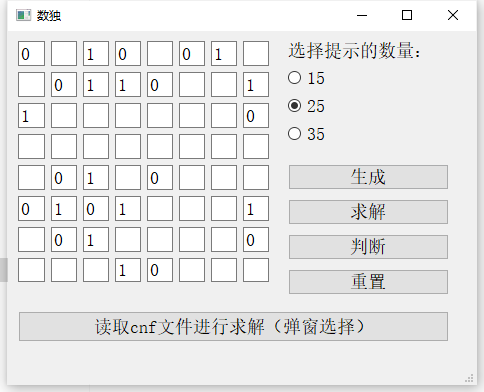 数独
0 1 0 0 1
0 1 1 0 1
1 0
0 1 0
0 1 0 1 1
0 1 0
1 0
选择提示的数量:
15
25
35
生成
求解
判断
重置
读取cnf文件进行求解（弹窗选择）